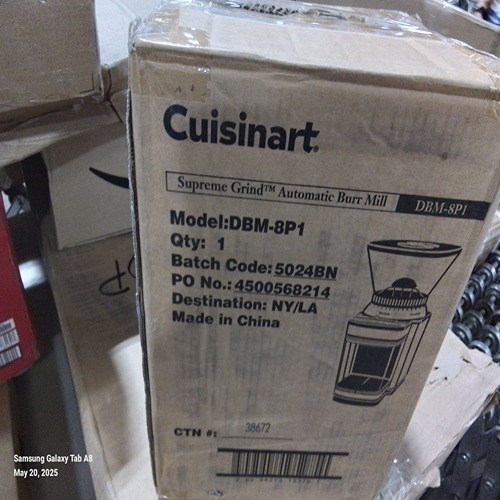 Cuisinart
Supreme Grind™ Automatic Burr Mill DBM-8P1
Model:DBM-8P1
Qty: 1
Batch Code: 5024BN
PO No.: 4500568214
Destination: NY/LA
Made in China
CTN #: 38672
Samsung Galaxy Tab A8
May 20, 2025